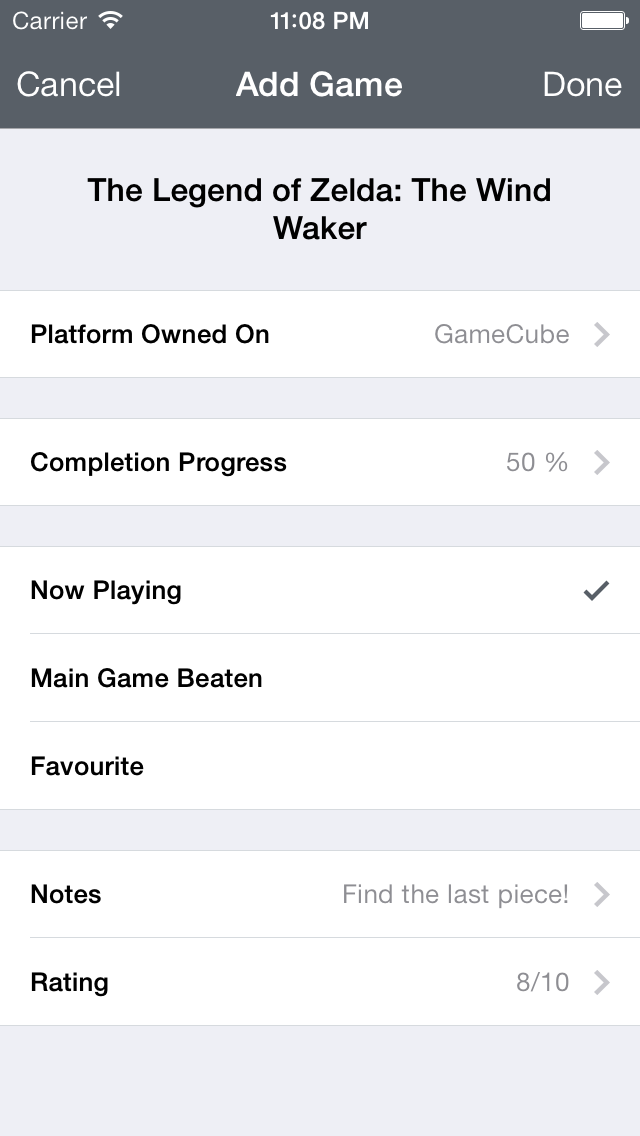 Carrier 11:08 PM
Cancel Add Game Done
The Legend of Zelda: The Wind
Waker
Platform Owned On GameCube
Completion Progress 50 %
Now Playing
Main Game Beaten
Favourite
Notes Find the last piece!
Rating 8/10